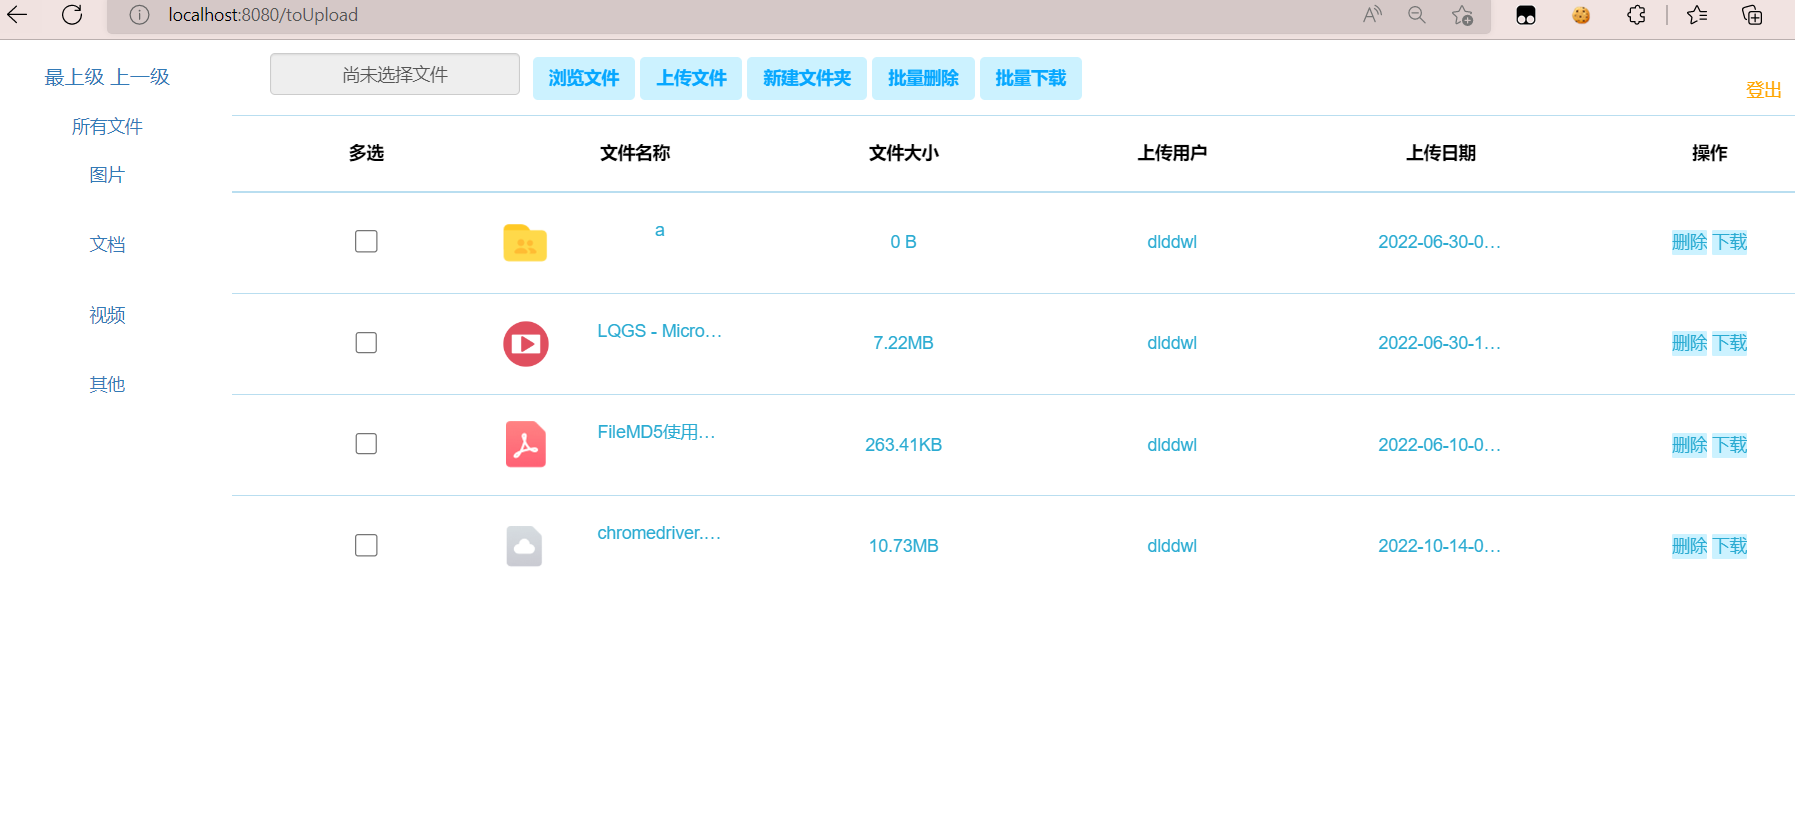 localhost:8080/toUpload
最上级 上一级
尚未选择文件 浏览文件 上传文件 新建文件夹 批量删除 批量下载
登出
所有文件
图片
文档
视频
其他
多选 文件名称 文件大小 上传用户 上传日期 操作
a 0 B dlddwl 2022-06-30-0... 删除 下载
LQGS - Micro... 7.22MB dlddwl 2022-06-30-1... 删除 下载
FileMD5使用... 263.41KB dlddwl 2022-06-10-0... 删除 下载
chromedriver.... 10.73MB dlddwl 2022-10-14-0... 删除 下载